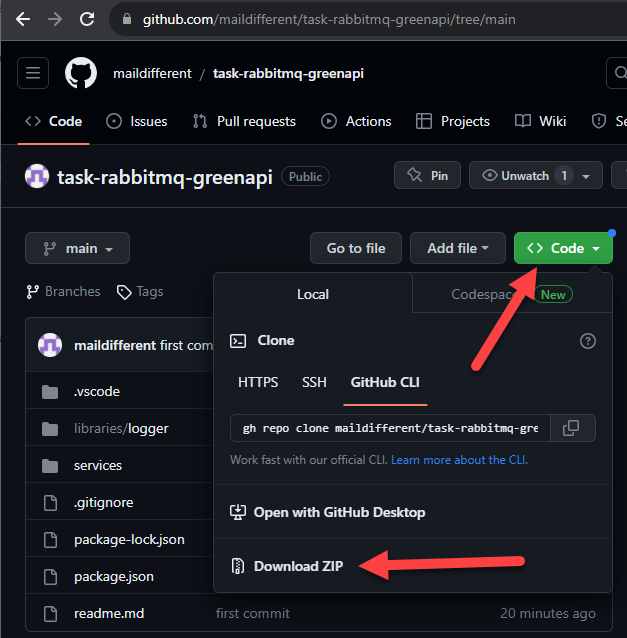 github.com/maildifferent/task-rabbitmq-greenapi/tree/main
maildifferent / task-rabbitmq-greenapi
<> Code Issues Pull requests Actions Projects Wiki Se
task-rabbitmq-greenapi Public Pin Unwatch 1
main Go to file Add file <> Code
Branches Tags
Local Codespac New
maildifferent first com
Clone
HTTPS SSH GitHub CLI
.vscode
libraries/logger
gh repo clone maildifferent/task-rabbitmq-gre
Work fast with our official CLI. Learn more about the CLI.
services
.gitignore
Open with GitHub Desktop
package-lock.json
package.json
Download ZIP
readme.md first commit 20 minutes ago